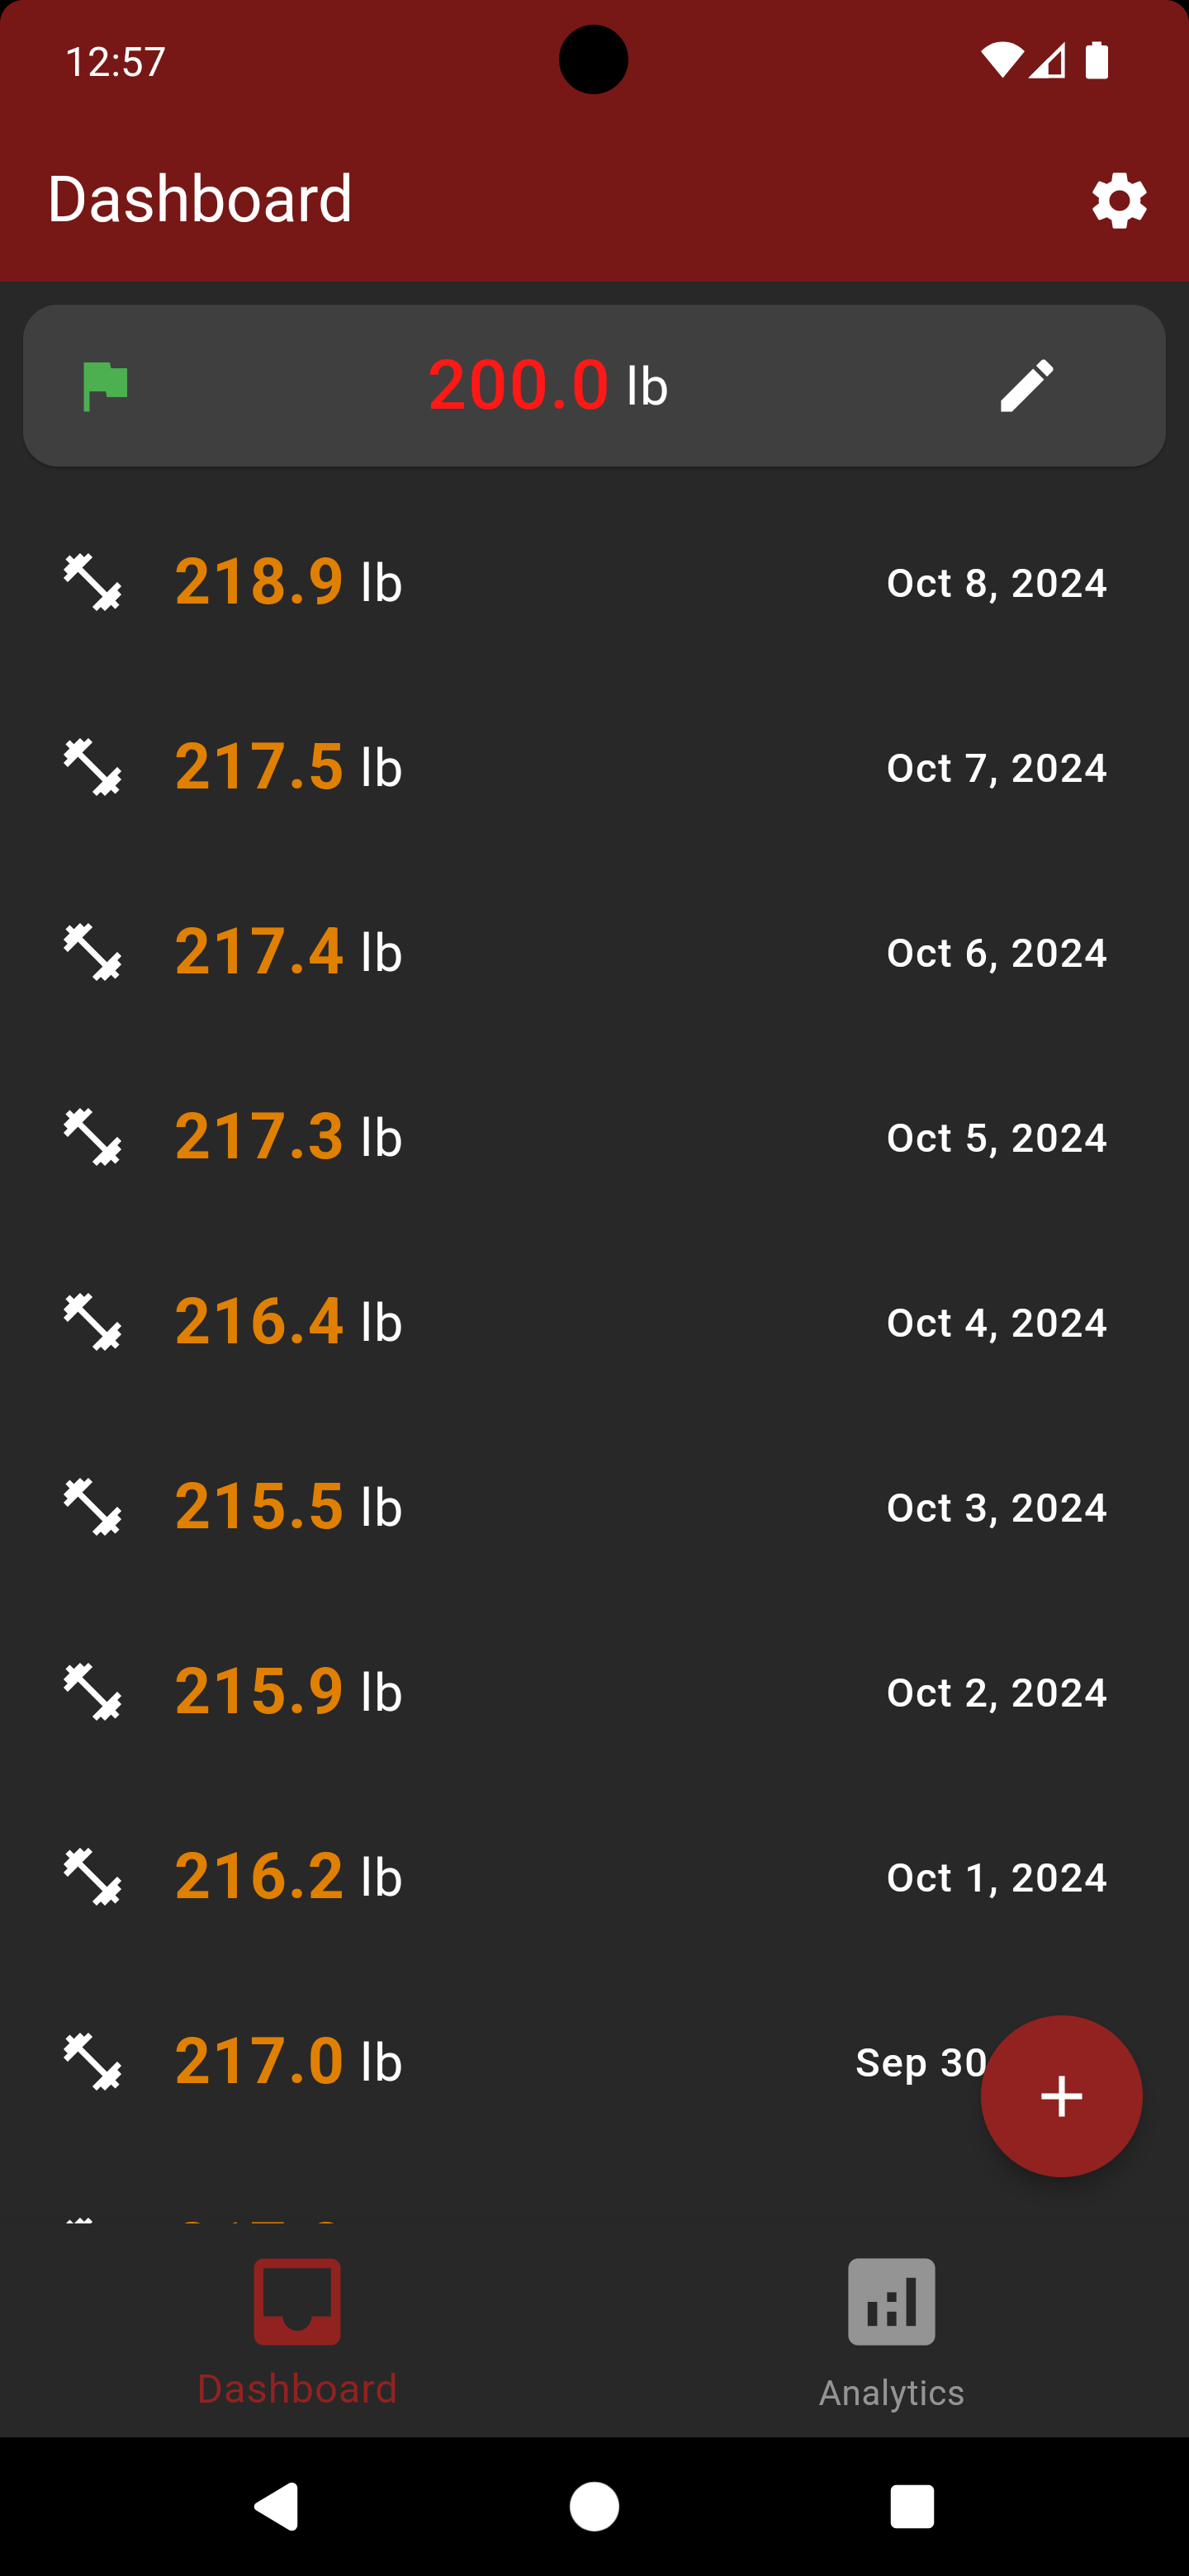 12:57
Dashboard
200.0 lb
218.9 lb Oct 8, 2024
217.5 lb Oct 7, 2024
217.4 lb Oct 6, 2024
217.3 lb Oct 5, 2024
216.4 lb Oct 4, 2024
215.5 lb Oct 3, 2024
215.9 lb Oct 2, 2024
216.2 lb Oct 1, 2024
217.0 lb Sep 30
Dashboard
Analytics